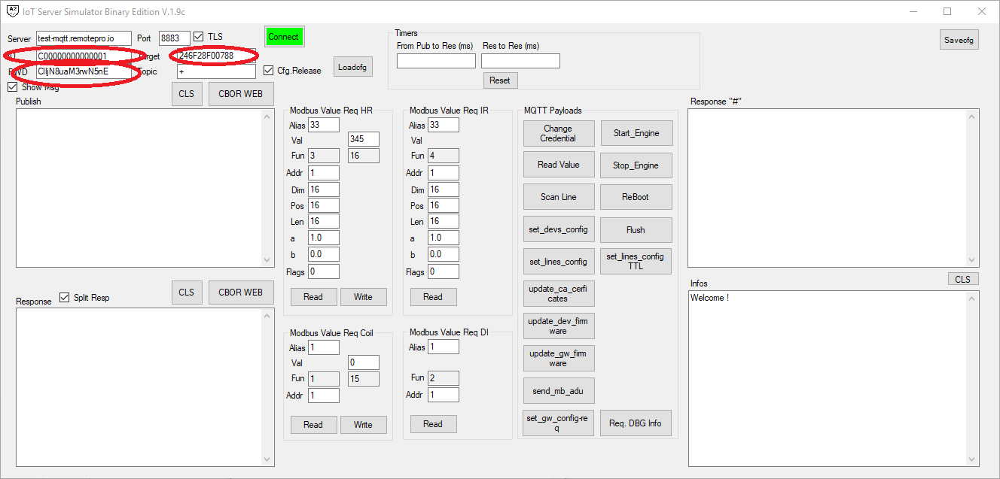 IoT Server Simulator Binary Edition V.1.9c
Server test-mqtt.remotepro.io Port 8883 TLS Connect
C00000000000001 246F28F00788
Topic + Cfg.Release Loadcfg
Show Msg
CLS CBOR WEB
Timers
From Pub to Res (ms) Res to Res (ms)
Reset
Savecfg
Publish
Response Split Resp CLS CBOR WEB
Modbus Value Req HR
Alias 33
Val 345
Fun 3 16
Addr 1
Dim 16
Pos 16
Len 16
a 1.0
b 0.0
Flags 0
Read Write
Modbus Value Req IR
Alias 33
Val
Fun 4
Addr 1
Dim 16
Pos 16
Len 16
a 1.0
b 0.0
Flags 0
Read
Modbus Value Req Coil
Alias 1
Val 0
Fun 1 15
Addr 1
Read Write
Modbus Value Req DI
Alias 1
Fun 2
Addr 1
Read
MQTT Payloads
Change
Credential
Start_Engine
Read Value
Stop_Engine
Scan Line
ReBoot
set_devs_config
Flush
set_lines_config
set_lines_config
TTL
update_ca_cerfi
cates
update_dev_firm
ware
update_gw_firm
ware
send_mb_adu
set_gw_config-re
q
Req. DBG Info
Response "#"
Infos CLS
Welcome !